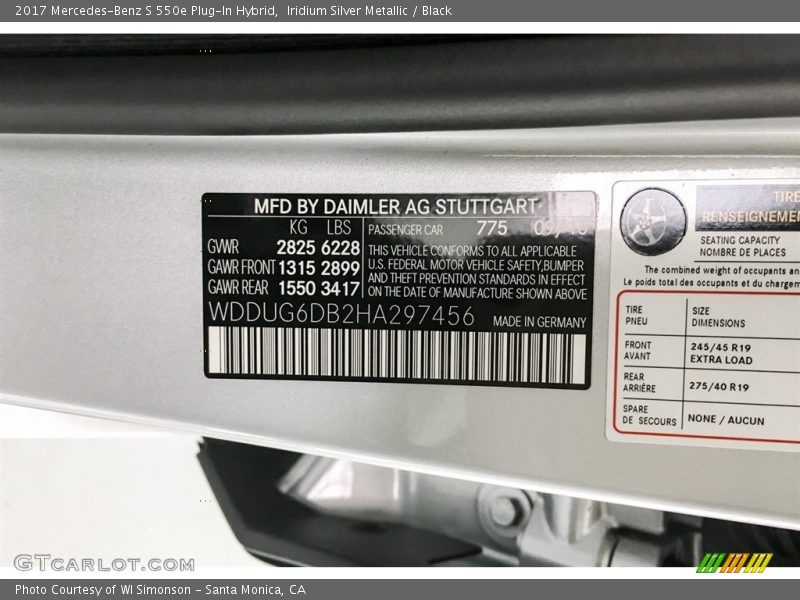 2017 Mercedes-Benz S 550e Plug-In Hybrid, Iridium Silver Metallic / Black
MFD BY DAIMLER AG STUTTGART
KG LBS
PASSENGER CAR 775
GVWR 2825 6228
GAWR FRONT 1315 2899
GAWR REAR 1550 3417
THIS VEHICLE CONFORMS TO ALL APPLICABLE
U.S. FEDERAL MOTOR VEHICLE SAFETY, BUMPER
AND THEFT PREVENTION STANDARDS IN EFFECT
ON THE DATE OF MANUFACTURE SHOWN ABOVE
WDDUG6DB2HA297456 MADE IN GERMANY
TIRE
SEATING CAPACITY
NOMBRE DE PLACES
The combined weight of occupants
Le poids total des occupants et du
TIRE
PNEU
SIZE
DIMENSIONS
FRONT
AVANT
245/45 R19
EXTRA LOAD
REAR
ARRIÈRE
275/40 R19
SPARE
DE SECOURS
NONE / AUCUN
GTCARLOT.COM
Photo Courtesy of WI Simonson - Santa Monica, CA